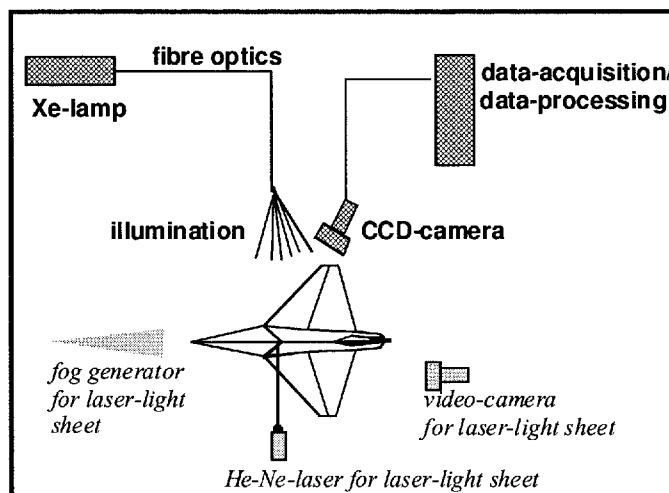 fibre optics
Xe-lamp
data-acquisition/
data-processing
illumination
CCD-camera
fog generator
for laser-light
sheet
video-camera
for laser-light sheet
He-Ne-laser for laser-light sheet